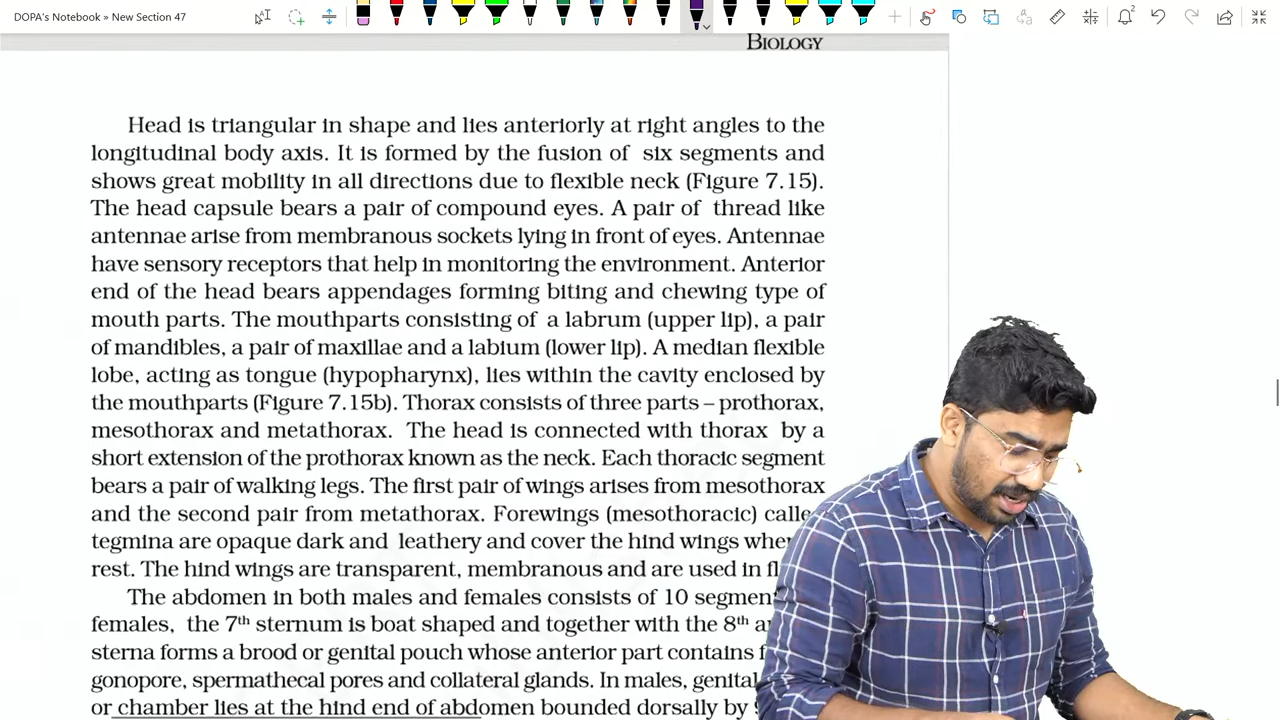 DOPA's Notebook » New Section 47
2
BIOLOGY
Head is triangular in shape and lies anteriorly at right angles to the
longitudinal body axis. It is formed by the fusion of six segments and
shows great mobility in all directions due to flexible neck (Figure 7.15).
The head capsule bears a pair of compound eyes. A pair of thread like
antennae arise from membranous sockets lying in front of eyes. Antennae
have sensory receptors that help in monitoring the environment. Anterior
end of the head bears appendages forming biting and chewing type of
mouth parts. The mouthparts consisting of a labrum (upper lip), a pair
of mandibles, a pair of maxillae and a labium (lower lip). A median flexible
lobe, acting as tongue (hypopharynx), lies within the cavity enclosed by
the mouthparts (Figure 7.15b). Thorax consists of three parts – prothorax,
mesothorax and metathorax. The head is connected with thorax by a
short extension of the prothorax known as the neck. Each thoracic segment
bears a pair of walking legs. The first pair of wings arises from mesothorax
and the second pair from metathorax. Forewings (mesothoracic)
tegmina are opaque dark and leathery and cover the hind wings
rest. The hind wings are transparent, membranous and are used in
The abdomen in both males and females consists of 10
females, the 7th sternum is boat shaped and together with the 8th
sterna forms a brood or genital pouch whose anterior part contains
gonopore, spermathecal pores and collateral glands. In males, genital
or chamber lies at the hind end of abdomen bounded dorsally by